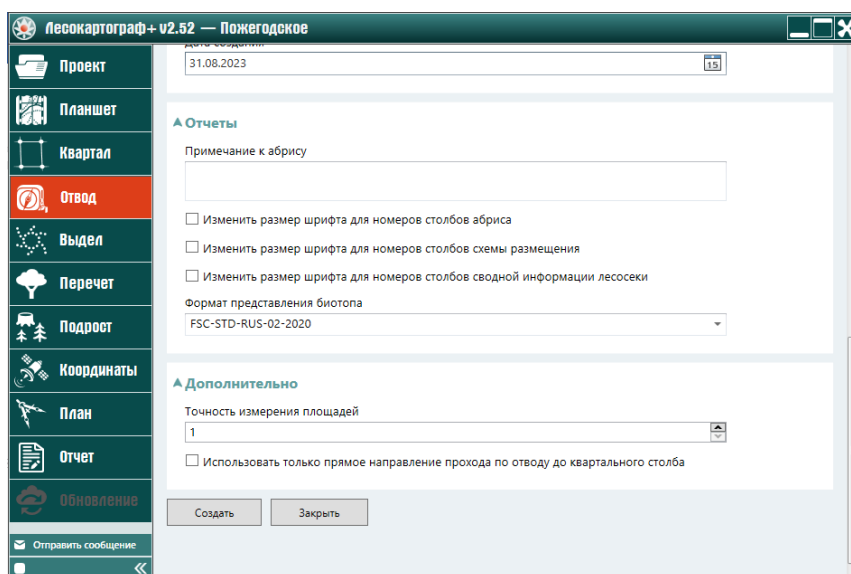 Лесокартограф+ v2.52 — Пожегодское
Проект
Планшет
Квартал
Отвод
Выдел
Перечет
Подрост
Координаты
План
Отчет
Обновление
Отправить сообщение
Дата создания
31.08.2023
15
Отчеты
Примечание к абрису
Изменить размер шрифта для номеров столбов абриса
Изменить размер шрифта для номеров столбов схемы размещения
Изменить размер шрифта для номеров столбов сводной информации лесосеки
Формат представления биотопа
FSC-STD-RUS-02-2020
Дополнительно
Точность измерения площадей
1
Использовать только прямое направление прохода по отводу до квартального столба
Создать
Закрыть